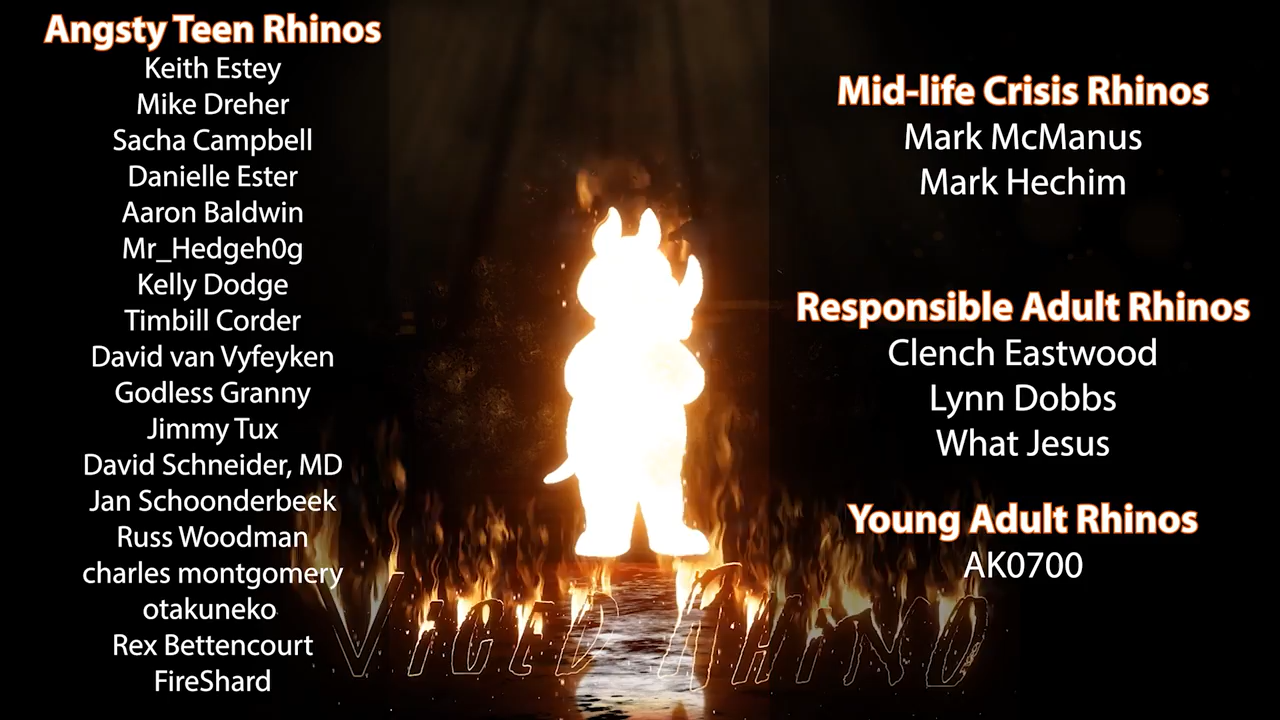 Angsty Teen Rhinos
Keith Estey
Mike Dreher
Sacha Campbell
Danielle Ester
Aaron Baldwin
Mr_Hedgeh0g
Kelly Dodge
Timbill Corder
David van Vyfeyken
Godless Granny
Jimmy Tux
David Schneider, MD
Jan Schoonderbeek
Russ Woodman
charles montgomery
otakuneko
Rex Bettencourt
FireShard
Mid-life Crisis Rhinos
Mark McManus
Mark Hechim
Responsible Adult Rhinos
Clench Eastwood
Lynn Dobbs
What Jesus
Young Adult Rhinos
AK0700
Viced Rhino